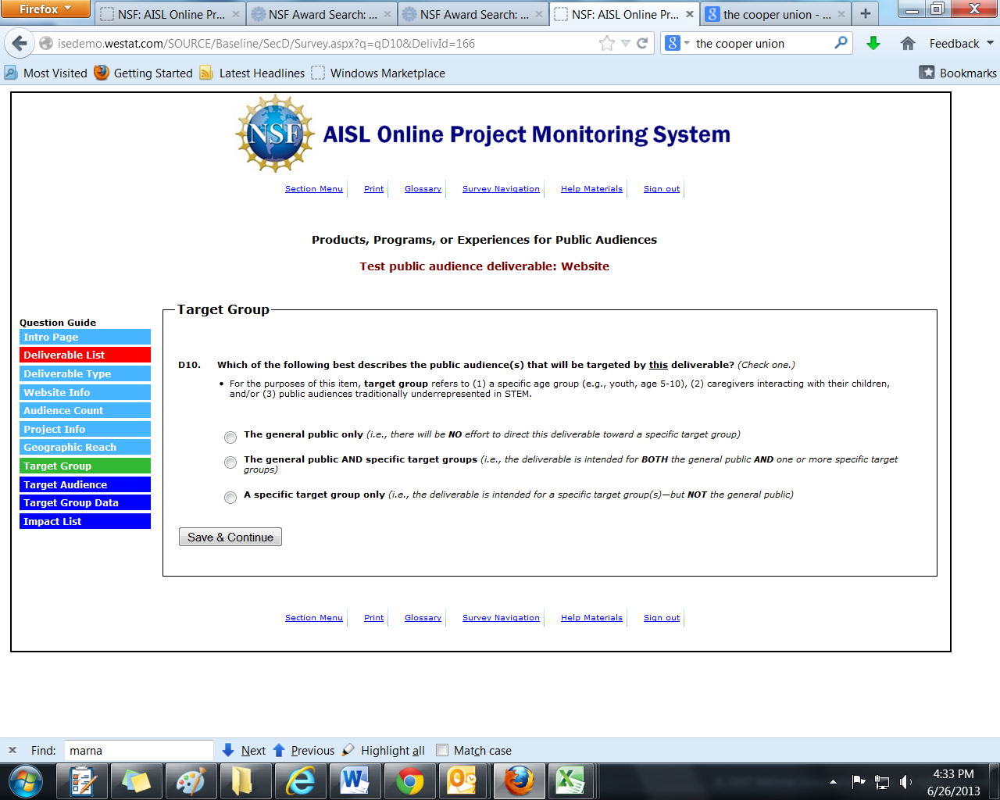 Firefox
NSF: AISL Online Pr...
NSF Award Search: ...
NSF Award Search: ...
NSF: AISL Online Pr...
the cooper union - ...
isedemo.westat.com/SOURCE/Baseline/SecD/Survey.aspx?q=qD10&DelivId=166
the cooper union
Feedback
Most Visited
Getting Started
Latest Headlines
Windows Marketplace
Bookmarks
NSF
AISL Online Project Monitoring System
Section Menu
Print
Glossary
Survey Navigation
Help Materials
Sign out
Products, Programs, or Experiences for Public Audiences
Test public audience deliverable: Website
Question Guide
Intro Page
Deliverable List
Deliverable Type
Website Info
Audience Count
Project Info
Geographic Reach
Target Group
Target Audience
Target Group Data
Impact List
Target Group
D10. Which of the following best describes the public audience(s) that will be targeted by this deliverable? (Check one.)
• For the purposes of this item, target group refers to (1) a specific age group (e.g., youth, age 5-10), (2) caregivers interacting with their children,
and/or (3) public audiences traditionally underrepresented in STEM.
The general public only (i.e., there will be NO effort to direct this deliverable toward a specific target group)
The general public AND specific target groups (i.e., the deliverable is intended for BOTH the general public AND one or more specific target
groups)
A specific target group only (i.e., the deliverable is intended for a specific target group(s)—but NOT the general public)
Save & Continue
Section Menu
Print
Glossary
Survey Navigation
Help Materials
Sign out
Find: marna
Next
Previous
Highlight all
Match case
4:33 PM
6/26/2013